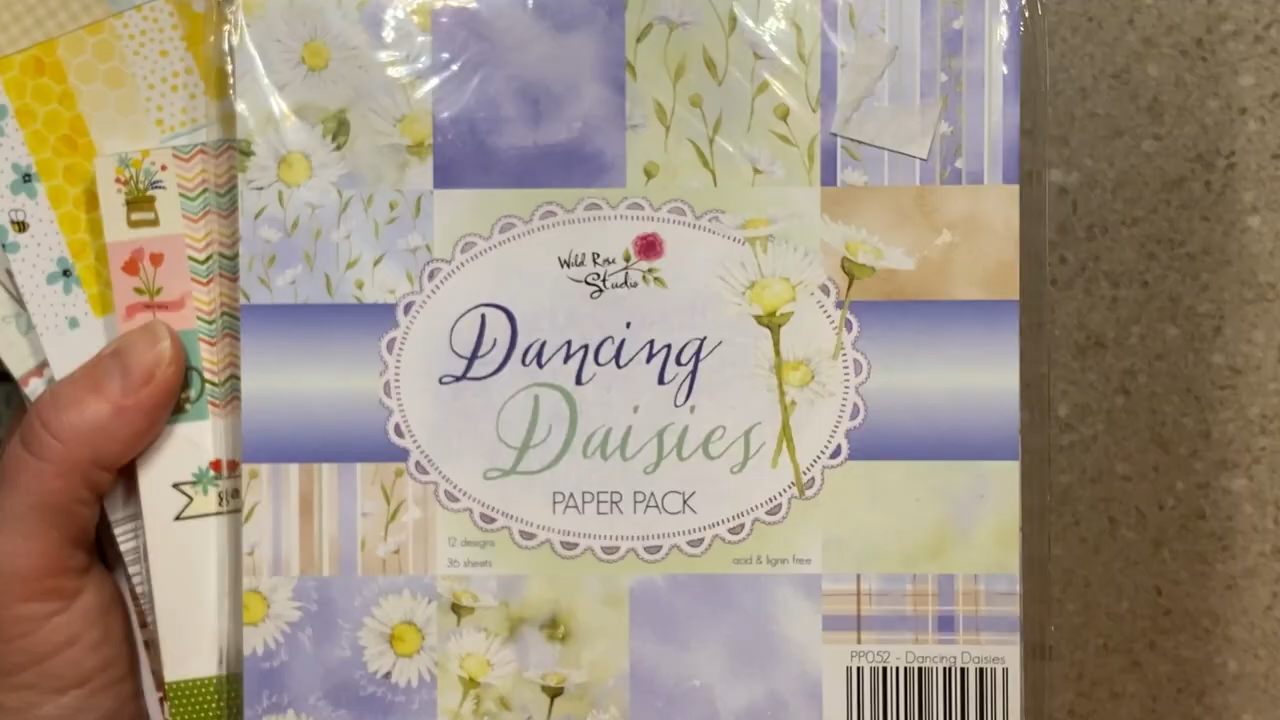 Wild Rose
Studio
Dancing
Daisies
PAPER PACK
12 designs
36 sheets
acid & lignin free
PP052 - Dancing Daisies